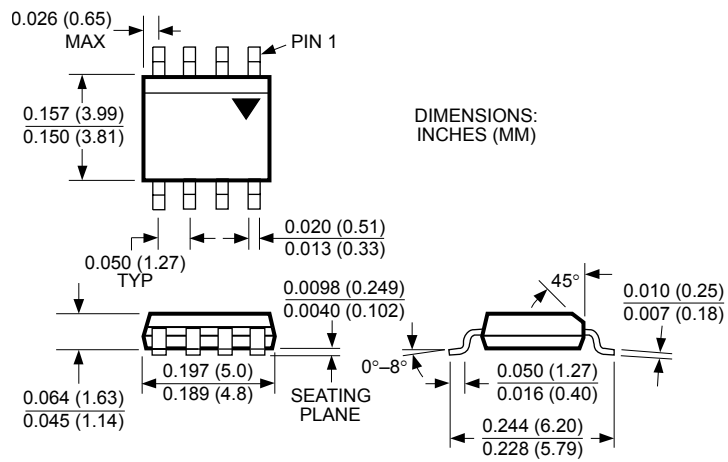 0.026 (0.65)
MAX
PIN 1
0.157 (3.99)
0.150 (3.81)
DIMENSIONS:
INCHES (MM)
0.050 (1.27)
TYP
0.020 (0.51)
0.013 (0.33)
0.0098 (0.249)
0.0040 (0.102)
0.064 (1.63)
0.045 (1.14)
0.197 (5.0)
0.189 (4.8)
SEATING
PLANE
45°
0.010 (0.25)
0.007 (0.18)
0°–8°
0.050 (1.27)
0.016 (0.40)
0.244 (6.20)
0.228 (5.79)